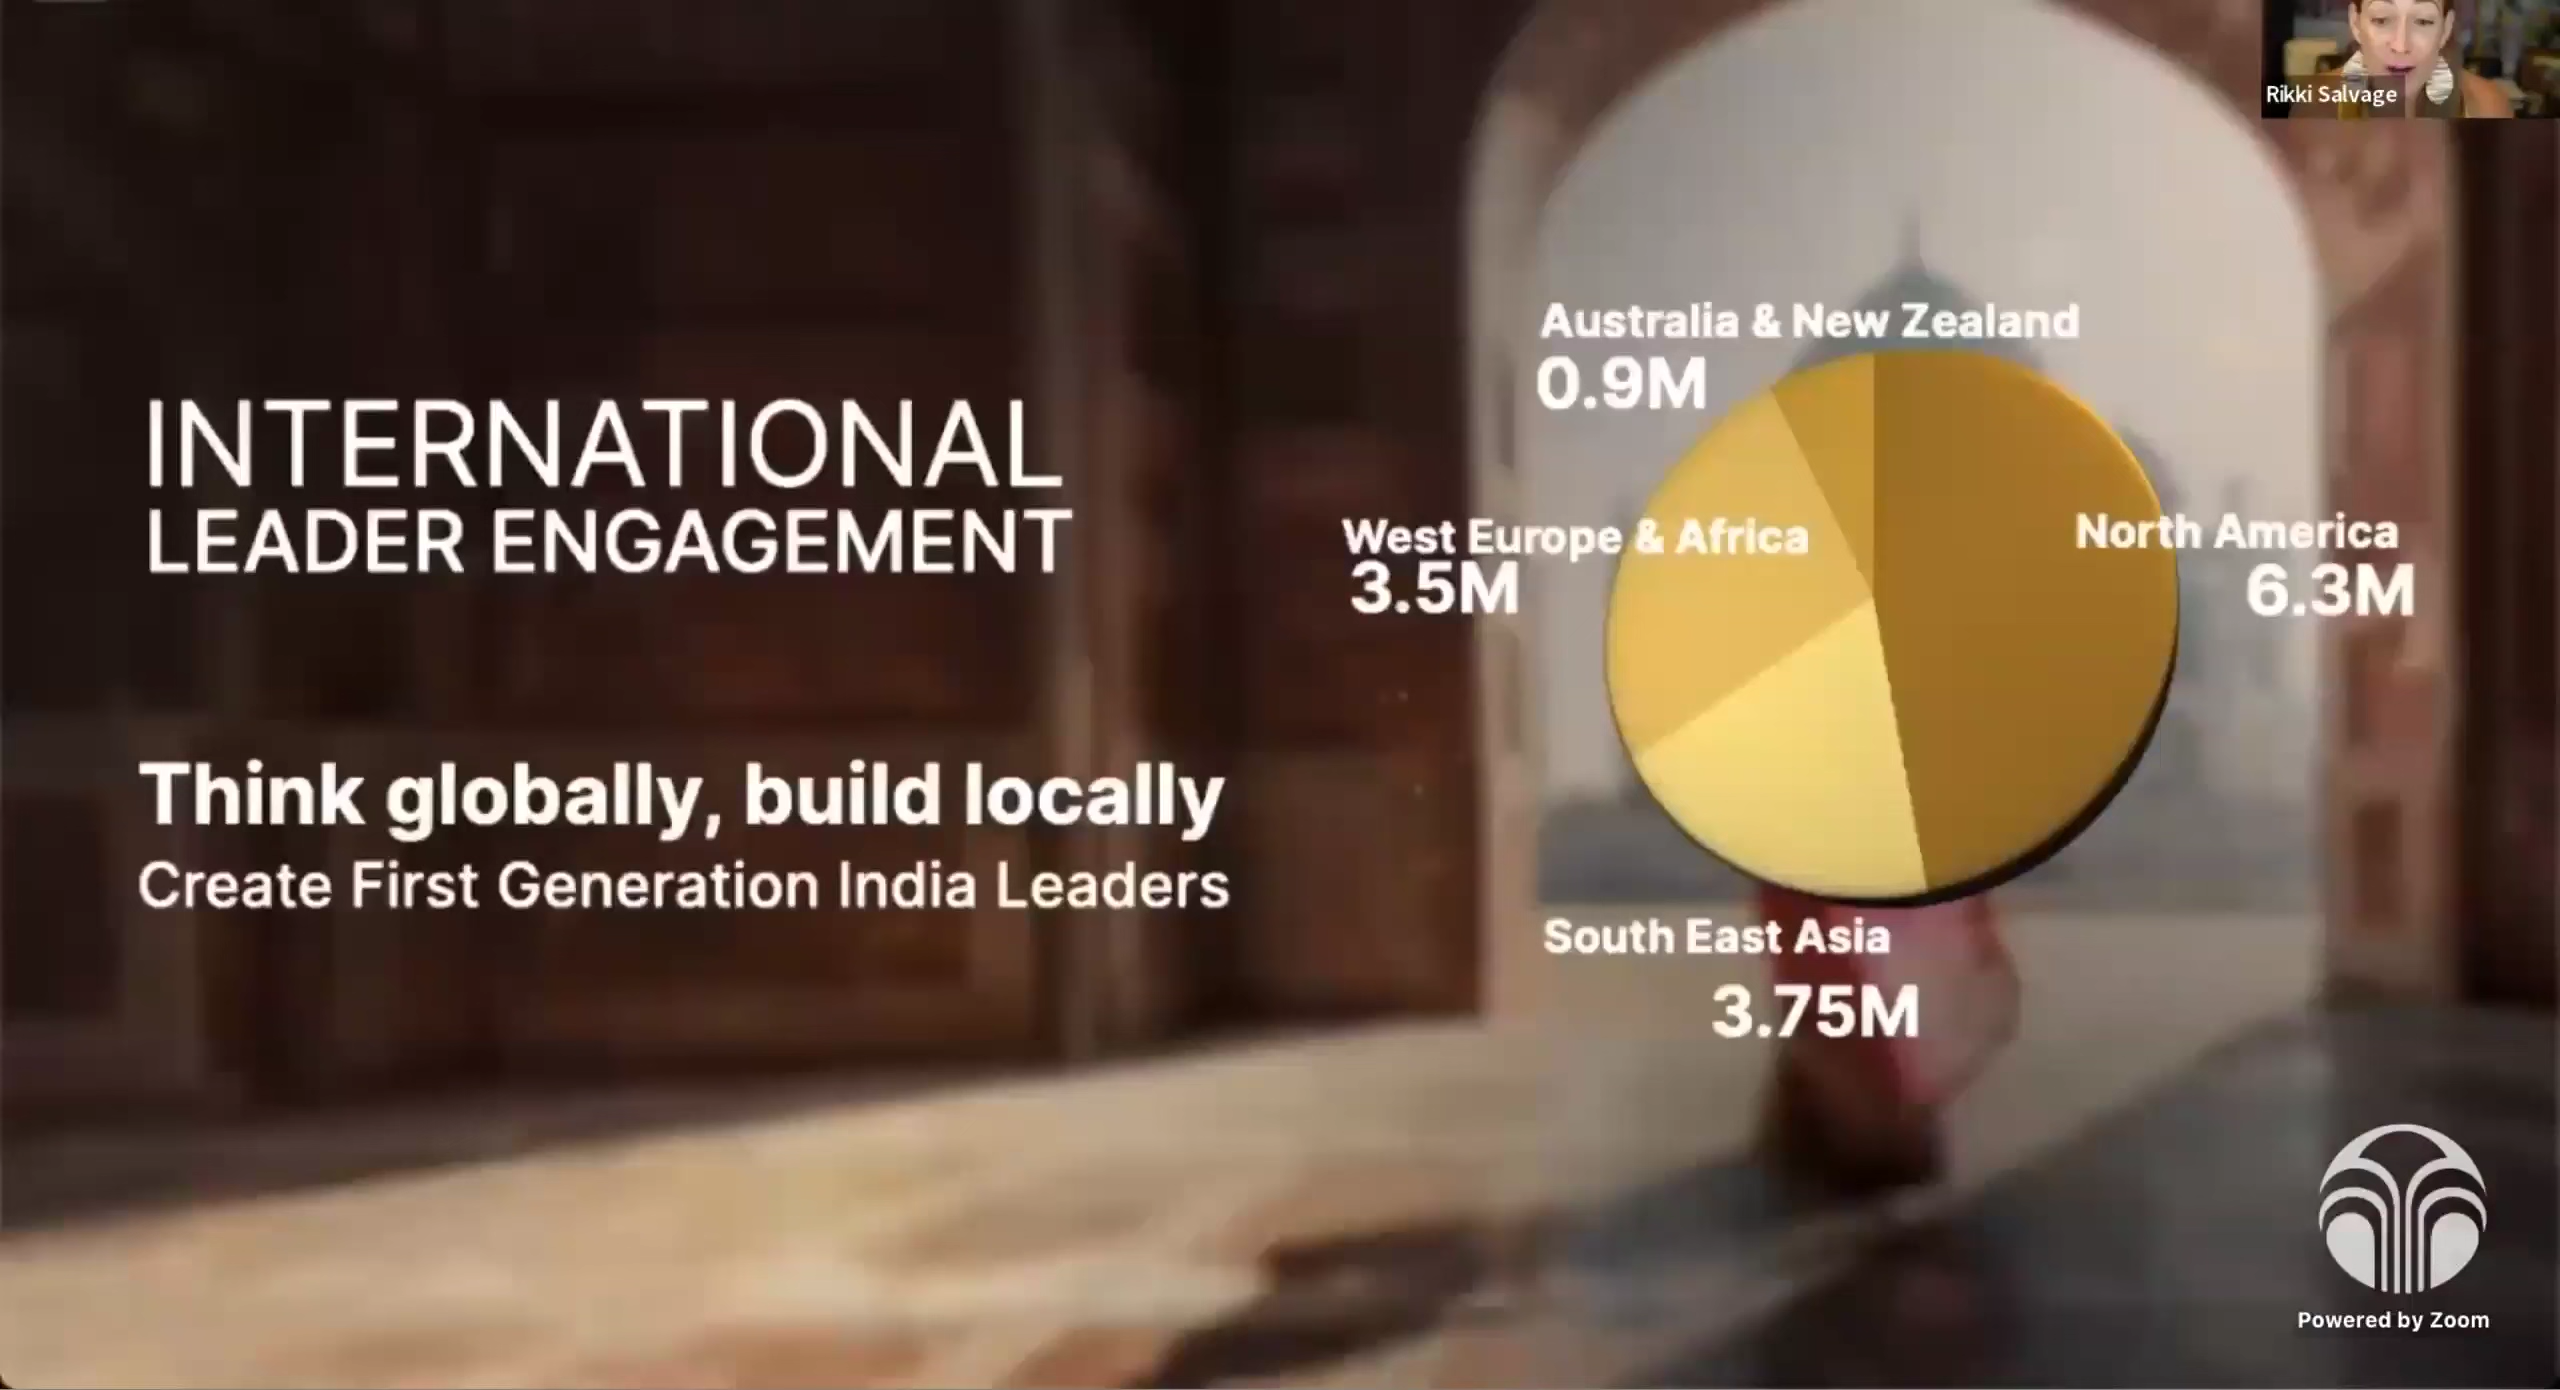 Rikki Salvage
INTERNATIONAL
LEADER ENGAGEMENT
Think globally, build locally
Create First Generation India Leaders
Australia & New Zealand
0.9M
West Europe & Africa
3.5M
North America
6.3M
South East Asia
3.75M
Powered by Zoom